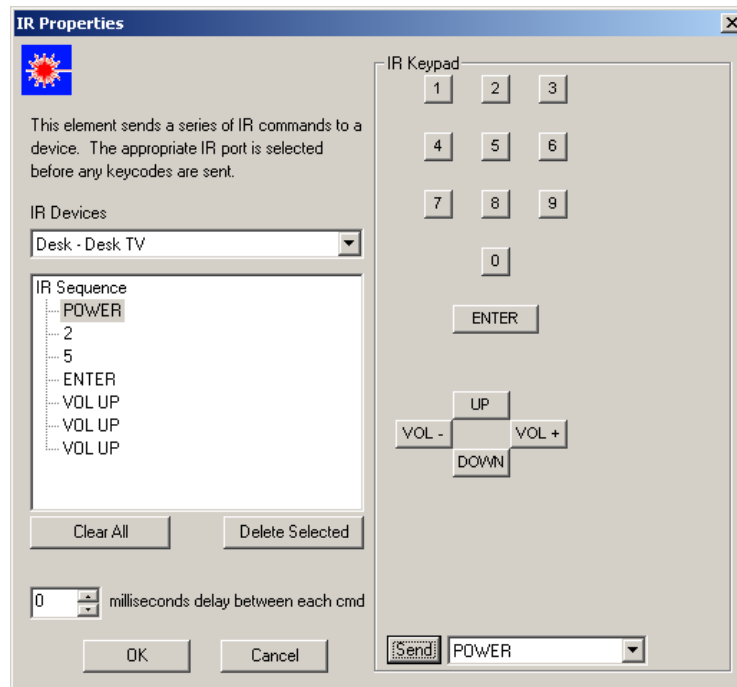 IR Properties
This element sends a series of IR commands to a
device. The appropriate IR port is selected
before any keycodes are sent.
IR Devices
Desk - Desk TV
IR Sequence
POWER
2
5
ENTER
VOL UP
VOL UP
VOL UP
Clear All
Delete Selected
0 milliseconds delay between each cmd
OK
Cancel
IR Keypad
1 2 3
4 5 6
7 8 9
0
ENTER
UP
VOL - VOL +
DOWN
Send POWER